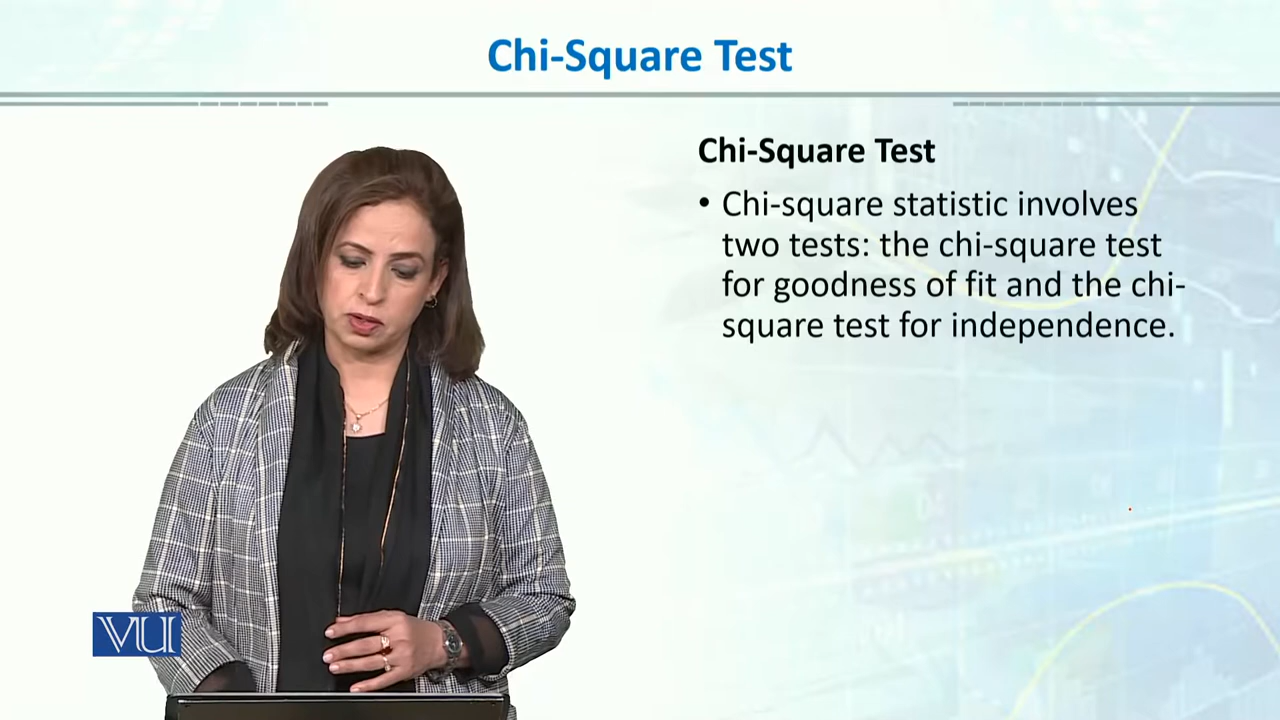 Chi-Square Test
Chi-Square Test
• Chi-square statistic involves
two tests: the chi-square test
for goodness of fit and the chi-
square test for independence.
VU